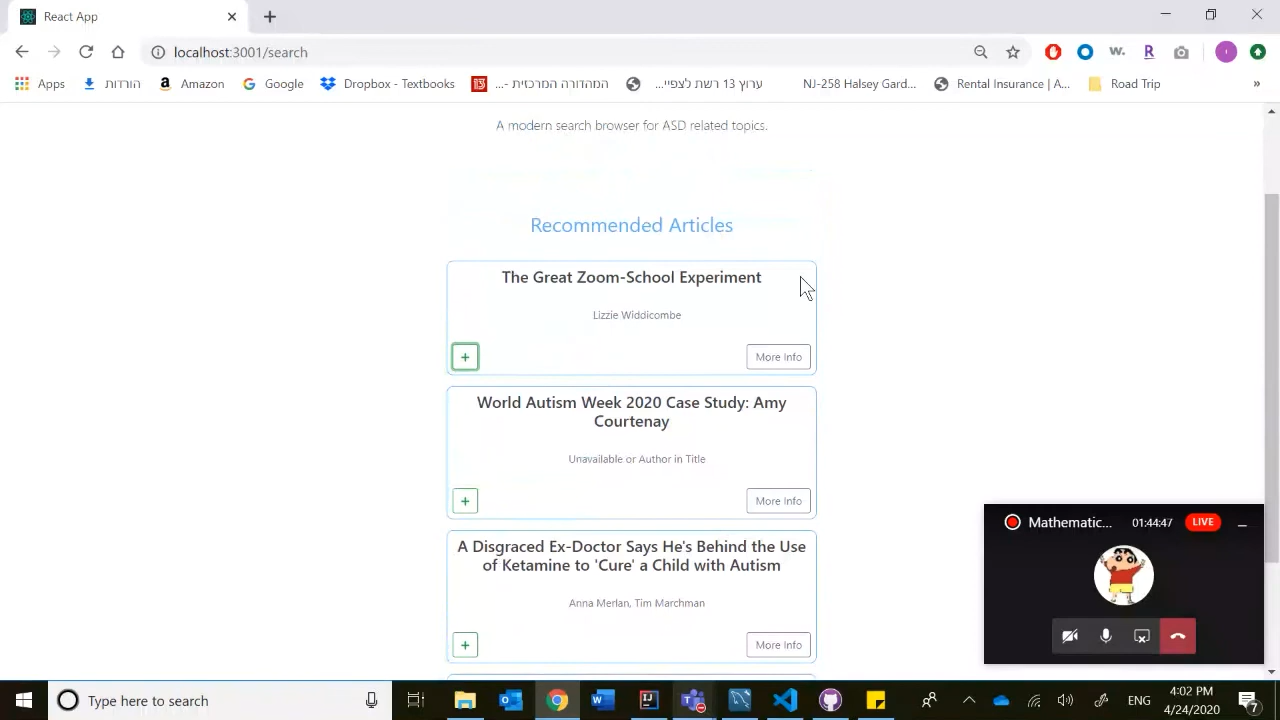 React App
localhost:3001/search
w.
R
I
Apps
הורדות
Amazon
Google
Dropbox - Textbooks
13
המהדורה המרכזית -...
ערוץ 13 רשת לצפיי...
NJ-258 Halsey Gard...
Rental Insurance | A...
Road Trip
»
A modern search browser for ASD related topics.
Recommended Articles
The Great Zoom-School Experiment
Lizzie Widdicombe
+
More Info
World Autism Week 2020 Case Study: Amy
Courtenay
Unavailable or Author in Title
+
More Info
A Disgraced Ex-Doctor Says He's Behind the Use
of Ketamine to 'Cure' a Child with Autism
Anna Merlan, Tim Marchman
+
More Info
Mathematic...
01:44:47
LIVE
Type here to search
ENG
4:02 PM
4/24/2020
7